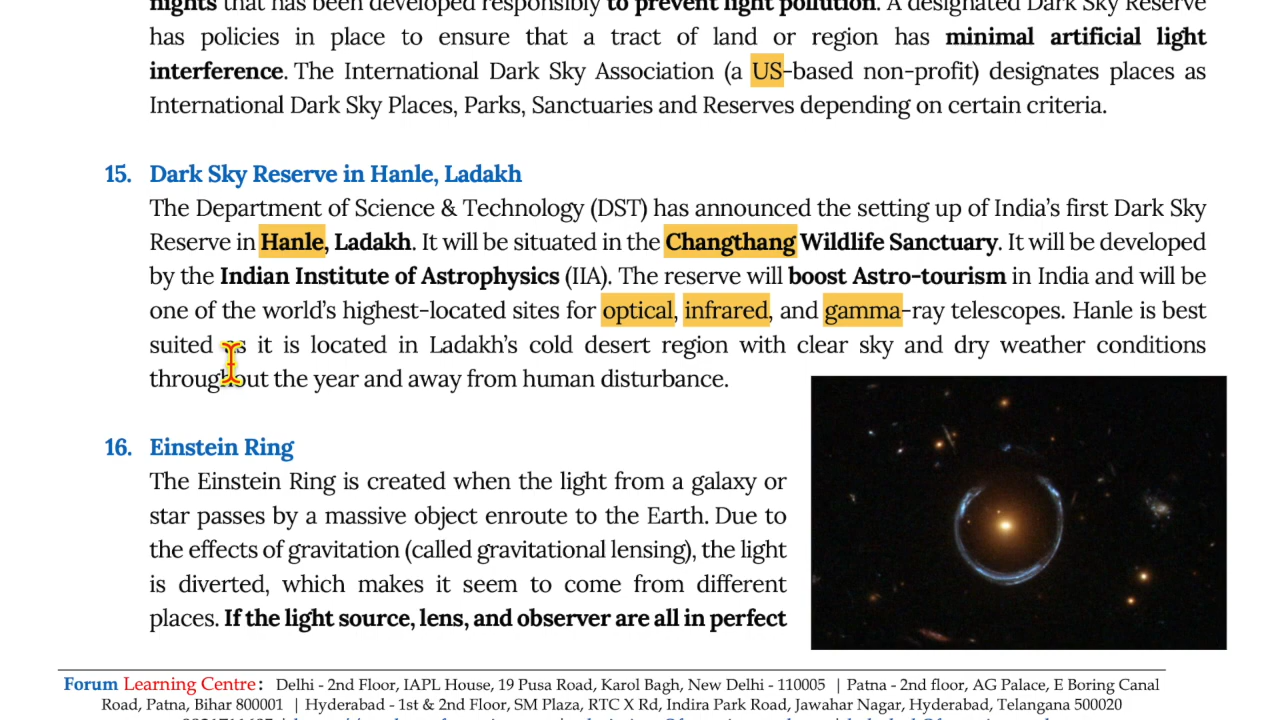 nights that has been developed responsibly to prevent light pollution. A designated Dark Sky Reserve
has policies in place to ensure that a tract of land or region has minimal artificial light
interference. The International Dark Sky Association (a US-based non-profit) designates places as
International Dark Sky Places, Parks, Sanctuaries and Reserves depending on certain criteria.
15. Dark Sky Reserve in Hanle, Ladakh
The Department of Science & Technology (DST) has announced the setting up of India's first Dark Sky
Reserve in Hanle, Ladakh. It will be situated in the Changthang Wildlife Sanctuary. It will be developed
by the Indian Institute of Astrophysics (IIA). The reserve will boost Astro-tourism in India and will be
one of the world's highest-located sites for optical, infrared, and gamma-ray telescopes. Hanle is best
suited as it is located in Ladakh's cold desert region with clear sky and dry weather conditions
throughout the year and away from human disturbance.
16. Einstein Ring
The Einstein Ring is created when the light from a galaxy or
star passes by a massive object enroute to the Earth. Due to
the effects of gravitation (called gravitational lensing), the light
is diverted, which makes it seem to come from different
places. If the light source, lens, and observer are all in perfect
Forum Learning Centre: Delhi - 2nd Floor, IAPL House, 19 Pusa Road, Karol Bagh, New Delhi - 110005 | Patna - 2nd floor, AG Palace, E Boring Canal
Road, Patna, Bihar 800001 | Hyderabad - 1st & 2nd Floor, SM Plaza, RTC X Rd, Indira Park Road, Jawahar Nagar, Hyderabad, Telangana 500020